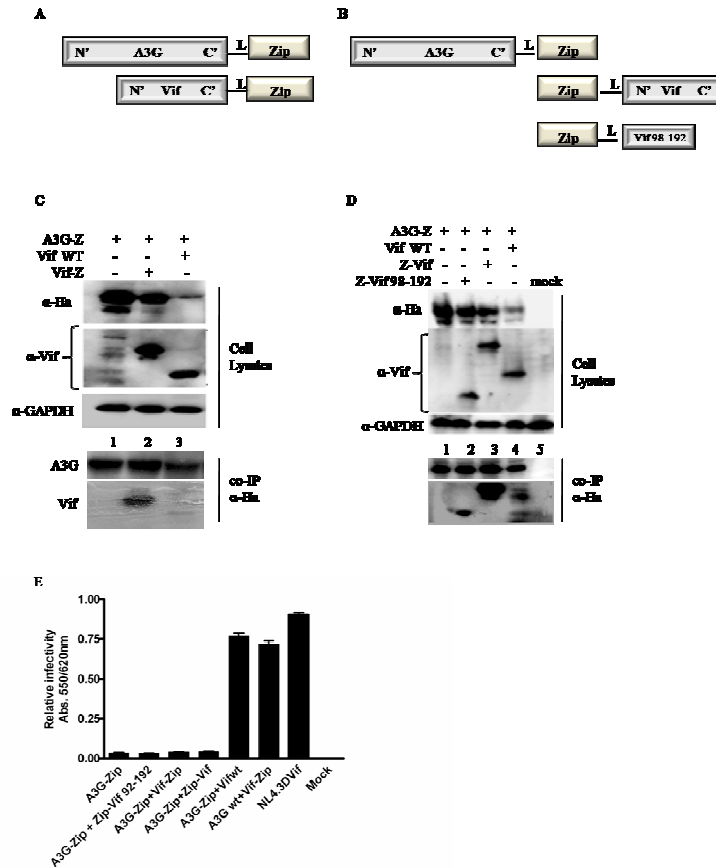 A
B
N' A3G C' L Zip
N' A3G C' L Zip
N' Vif C' L Zip
Zip L N' Vif C'
Zip L Vif 98-192
C
D
A3G-Z + + +
Vif WT - - +
Vif-Z - + -
α-Ha
α-Vif
Cell
Lysates
α-GAPDH
1 2 3
A3G
Vif
co-IP
α-Ha
A3G-Z + + + +
Vif WT - - - +
Z-Vif - - + -
Z-Vif98-192 - + - - mock
α-Ha
α-Vif
Cell
Lysates
α-GAPDH
1 2 3 4 5
co-IP
α-Ha
E
Relative infectivity
Abs. 550/620nm
1.00
0.75
0.50
0.25
0.00
A3G-Zip
A3G-Zip + Zip-Vif 92-192
A3G-Zip+Vif-Zip
A3G-Zip+Zip-Vif
A3G-Zip+Vifwt
A3G wt+Vif-Zip
NL4.3DVif
Mock